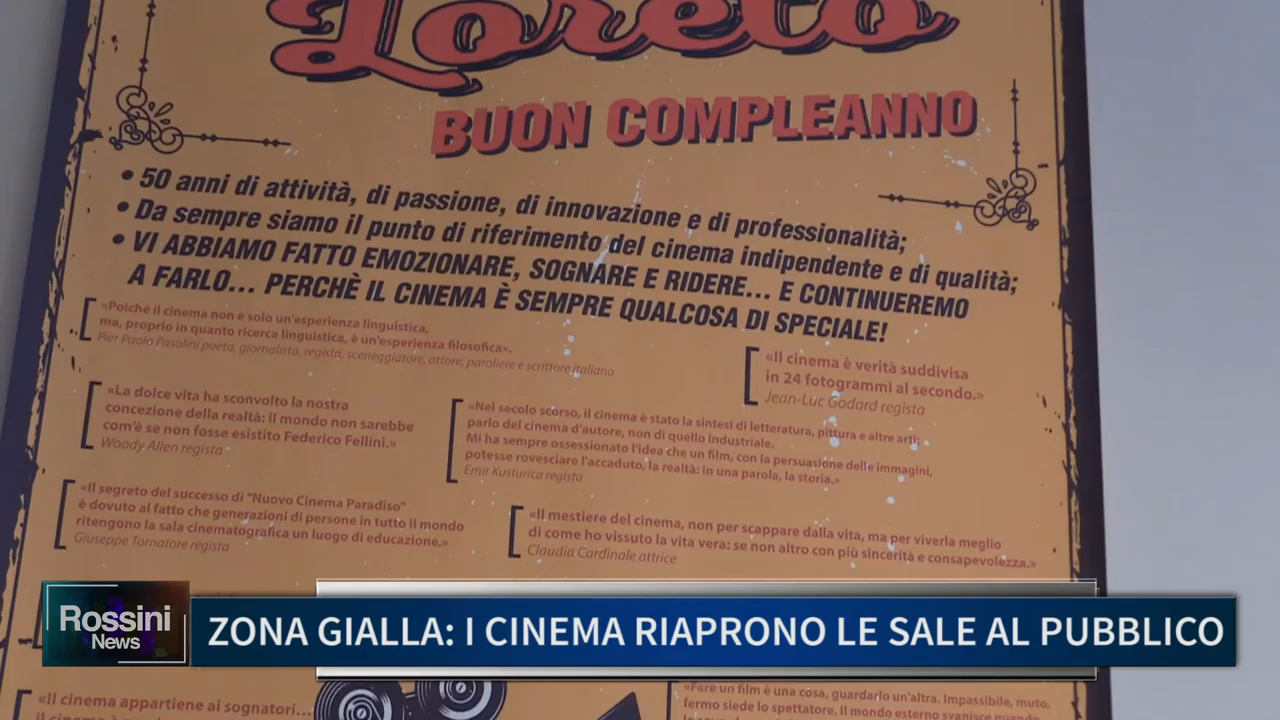 Loreto
BUON COMPLEANNO
• 50 anni di attività, di passione, di innovazione e di professionalità;
• Da sempre siamo il punto di riferimento del cinema indipendente e di qualità;
• VI ABBIAMO FATTO EMOZIONARE, SOGNARE E RIDERE... E CONTINUEREMO
A FARLO... PERCHÈ IL CINEMA È SEMPRE QUALCOSA DI SPECIALE!
«Poiché il cinema non è solo un'esperienza linguistica,
ma, proprio in quanto ricerca linguistica, è un'esperienza filosofica».
Pier Paolo Pasolini poeta, giornalista, regista, sceneggiatore, attore, paroliere e scrittore italiano
«Il cinema è verità suddivisa
in 24 fotogrammi al secondo.»
Jean-Luc Godard regista
«La dolce vita ha sconvolto la nostra
concezione della realtà: il mondo non sarebbe
com'è se non fosse esistito Federico Fellini.»
Woody Allen regista
«Nel secolo scorso, il cinema è stato la sintesi di letteratura, pittura e altre arti:
parlo del cinema d'autore, non di quello industriale.
Mi ha sempre ossessionato l'idea che un film, con la persuasione delle immagini,
potesse rovesciare l'accaduto, la realtà: in una parola, la storia.»
Emir Kusturica regista
«Il segreto del successo di "Nuovo Cinema Paradiso"
è dovuto al fatto che generazioni di persone in tutto il mondo
ritengono la sala cinematografica un luogo di educazione.»
Giuseppe Tornatore regista
«Il mestiere del cinema, non per scappare dalla vita, ma per viverla meglio
di come ho vissuto la vita vera: se non altro con più sincerità e consapevolezza.»
Claudia Cardinale attrice
Rossini
News
ZONA GIALLA: I CINEMA RIAPRONO LE SALE AL PUBBLICO
«Il cinema appartiene ai sognatori...
il cinema è
«Fare un film è una cosa, guardarlo un'altra. Impassibile, muto,
fermo siede lo spettatore. Il mondo esterno svanisce quando